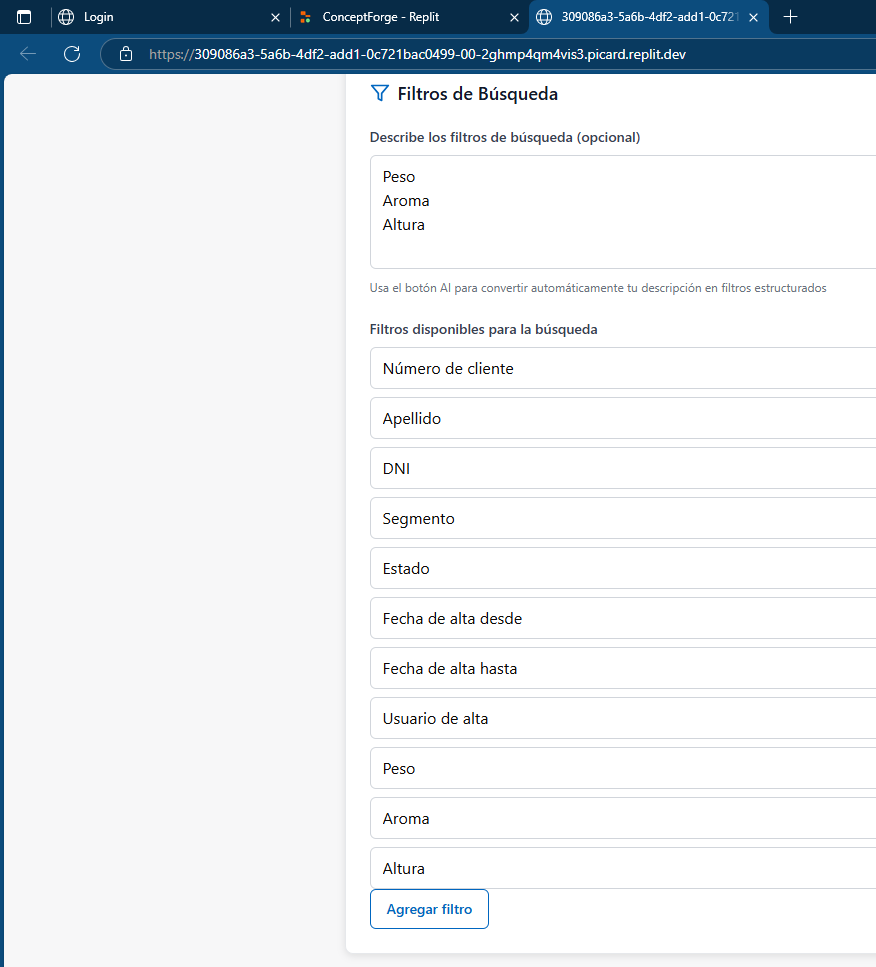 Login
ConceptForge - Replit
309086a3-5a6b-4df2-add1-0c721
https://309086a3-5a6b-4df2-add1-0c721bac0499-00-2ghmp4qm4vis3.picard.replit.dev
Filtros de Búsqueda
Describe los filtros de búsqueda (opcional)
Peso
Aroma
Altura
Usa el botón AI para convertir automáticamente tu descripción en filtros estructurados
Filtros disponibles para la búsqueda
Número de cliente
Apellido
DNI
Segmento
Estado
Fecha de alta desde
Fecha de alta hasta
Usuario de alta
Peso
Aroma
Altura
Agregar filtro